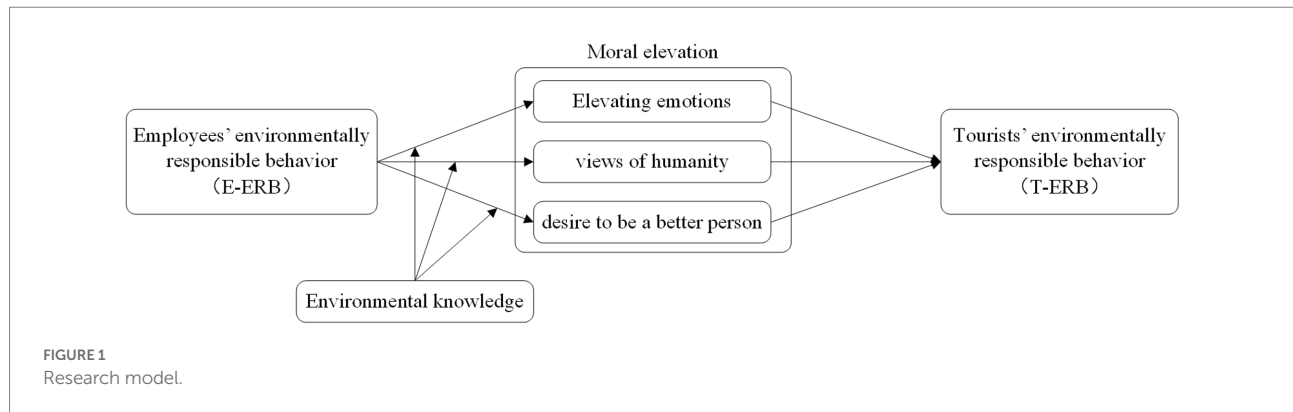 Moral elevation
Elevating emotions
Employees’ environmentally
responsible behavior
（E-ERB）
views of humanity
Tourists’ environmentally
responsible behavior
（T-ERB）
desire to be a better person
Environmental knowledge
FIGURE 1
Research model.